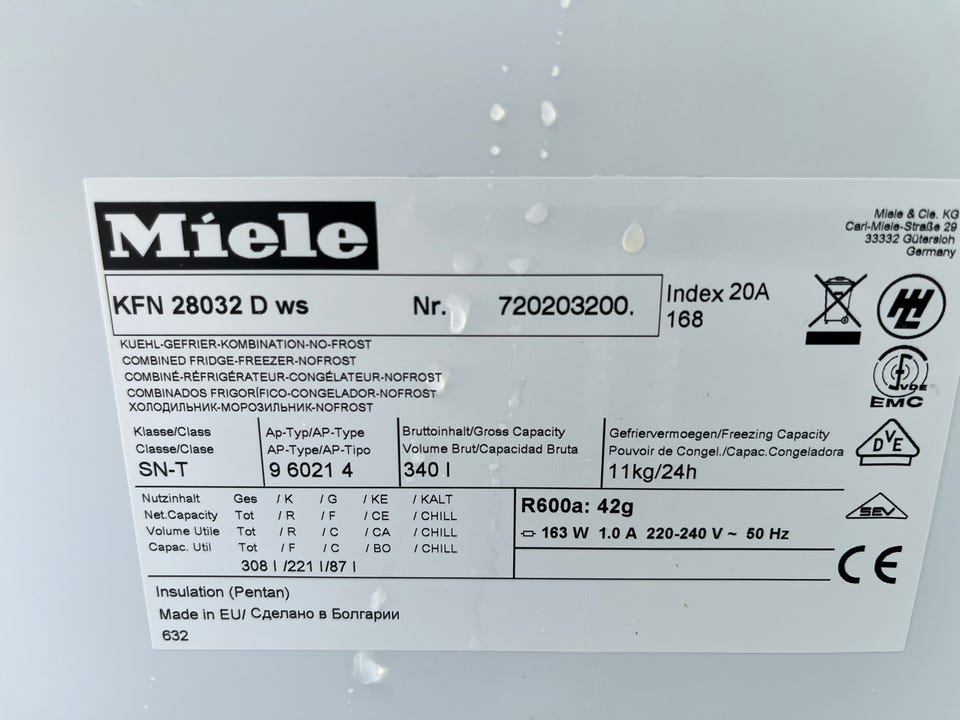 Miele
Miele & Cie. KG
Carl-Miele-Straße 29
33332 Gütersloh
Germany
KFN 28032 D ws Nr. 720203200.
Index 20A
168
KUEHL-GEFRIER-KOMBINATION-NO-FROST
COMBINED FRIDGE-FREEZER-NOFROST
COMBINÉ-RÉFRIGÉRATEUR-CONGÉLATEUR-NOFROST
COMBINADOS FRIGORÍFICO-CONGELADOR-NOFROST
ХОЛОДИЛЬНИК-МОРОЗИЛЬНИК-NOFROST
VDE
EMC
DVE
SEV
CE
Klasse/Class
Classe/Clase
SN-T
Ap-Typ/AP-Type
AP-Type/AP-Tipo
9 6021 4
Bruttoinhalt/Gross Capacity
Volume Brut/Capacidad Bruta
340 l
Gefriervermoegen/Freezing Capacity
Pouvoir de Congel./Capac.Congeladora
11kg/24h
Nutzinhalt Ges / K / G / KE / KALT
Net.Capacity Tot / R / F / CE / CHILL
Volume Utile Tot / R / C / CA / CHILL
Capac. Util Tot / F / C / BO / CHILL
308 l /221 l/87 l
R600a: 42g
163 W 1.0 A 220-240 V ~ 50 Hz
Insulation (Pentan)
Made in EU/ Сделано в Болгарии
632